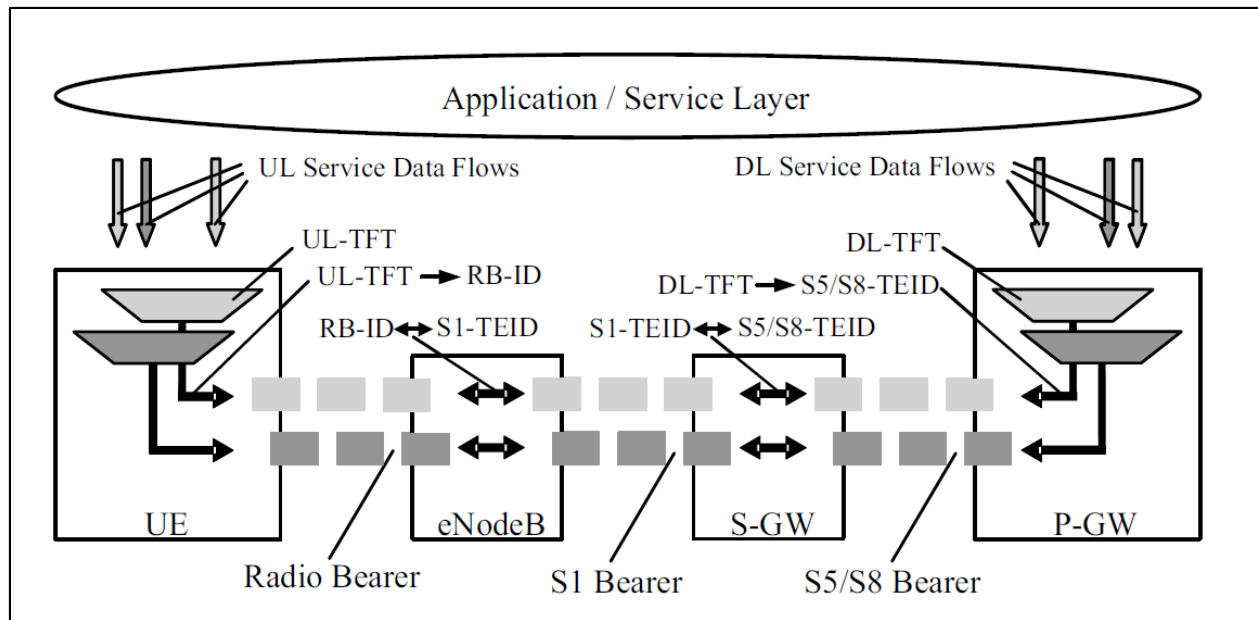 Application / Service Layer
UL Service Data Flows
DL Service Data Flows
UL-TFT
DL-TFT
UL-TFT → RB-ID
DL-TFT → S5/S8-TEID
RB-ID ↔ S1-TEID
S1-TEID ↔ S5/S8-TEID
UE
eNodeB
S-GW
P-GW
Radio Bearer
S1 Bearer
S5/S8 Bearer